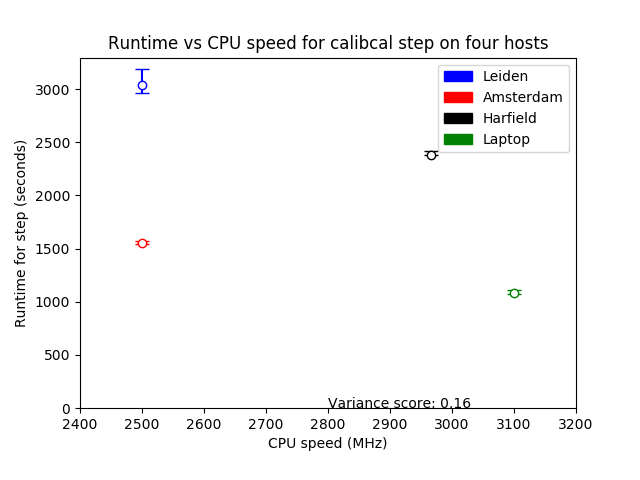 Runtime vs CPU speed for calibcal step on four hosts
Leiden
Amsterdam
Harfield
Laptop
Runtime for step (seconds)
3000
2500
2000
1500
1000
500
0
Variance score: 0.16
2400 2500 2600 2700 2800 2900 3000 3100 3200
CPU speed (MHz)